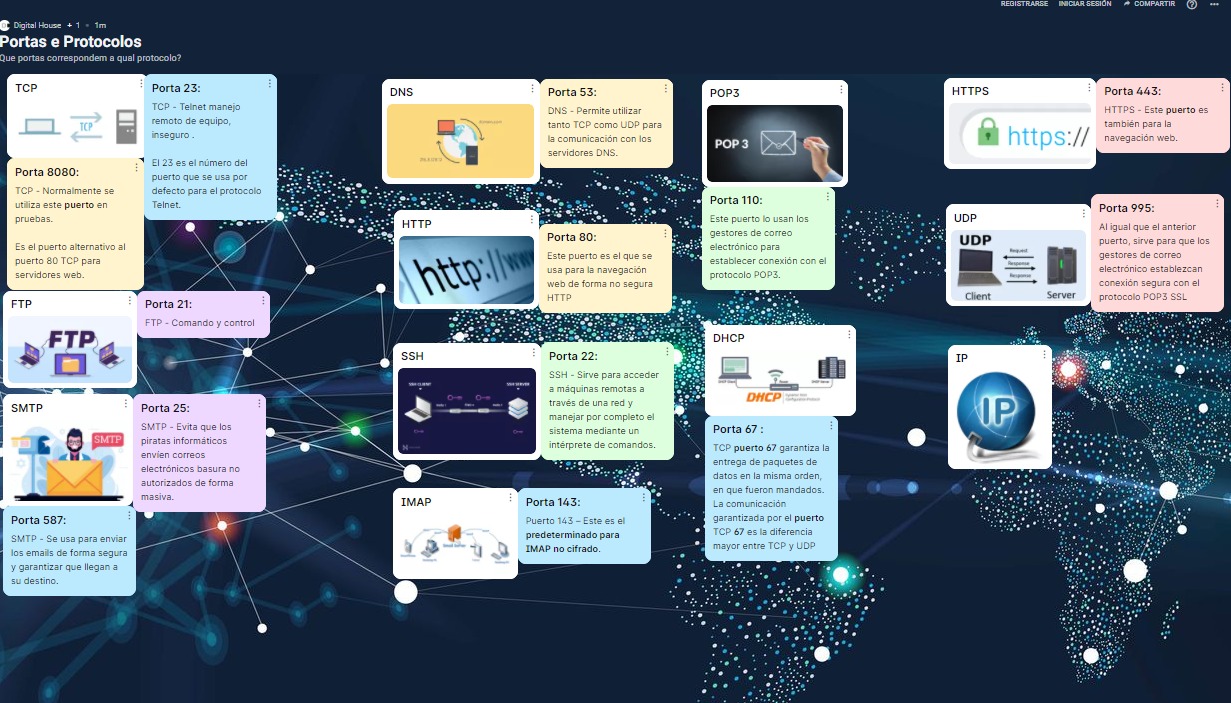 REGISTRARSE INICIAR SESIÓN COMPARTIR
Digital House + 1 1m
Portas e Protocolos
Que portas correspondem a qual protocolo?
TCP
TCP
Porta 23:
TCP - Telnet manejo
remoto de equipo,
inseguro .
El 23 es el número del
puerto que se usa por
defecto para el protocolo
Telnet.
Porta 8080:
TCP - Normalmente se
utiliza este puerto en
pruebas.
Es el puerto alternativo al
puerto 80 TCP para
servidores web.
FTP
FTP
Porta 21:
FTP - Comando y control
SMTP
SMTP
Porta 25:
SMTP - Evita que los
piratas informáticos
envíen correos
electrónicos basura no
autorizados de forma
masiva.
Porta 587:
SMTP - Se usa para enviar
los emails de forma segura
y garantizar que llegan a
su destino.
DNS
Porta 53:
DNS - Permite utilizar
tanto TCP como UDP para
la comunicación con los
servidores DNS.
HTTP
http://www
Porta 80:
Este puerto es el que se
usa para la navegación
web de forma no segura
HTTP
SSH
SSH CLIENT
SSH SERVER
Porta 22:
SSH - Sirve para acceder
a máquinas remotas a
través de una red y
manejar por completo el
sistema mediante un
intérprete de comandos.
IMAP
Porta 143:
Puerto 143 – Este es el
predeterminado para
IMAP no cifrado.
POP3
POP 3
Porta 110:
Este puerto lo usan los
gestores de correo
electrónico para
establecer conexión con el
protocolo POP3.
DHCP
DHCP
Porta 67 :
TCP puerto 67 garantiza la
entrega de paquetes de
datos en la misma orden,
en que fueron mandados.
La comunicación
garantizada por el puerto
TCP 67 es la diferencia
mayor entre TCP y UDP
HTTPS
https://
Porta 443:
HTTPS - Este puerto es
también para la
navegación web.
UDP
UDP
Request
Response
Response
Client Server
Porta 995:
Al igual que el anterior
puerto, sirve para que los
gestores de correo
electrónico establezcan
conexión segura con el
protocolo POP3 SSL
IP
IP